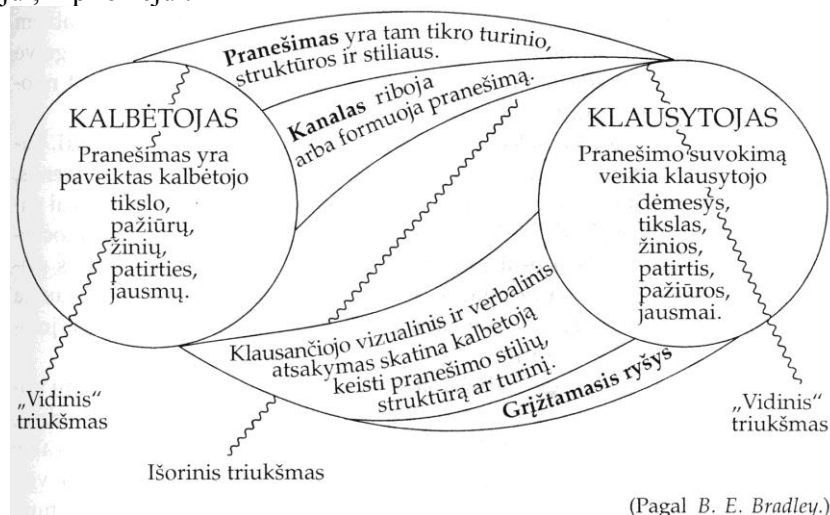 Pranešimas yra tam tikro turinio,
struktūros ir stiliaus.
Kanalas riboja
arba formuoja pranešimą.
KALBĖTOJAS
Pranešimas yra
paveiktas kalbėtojo
tikslo,
pažiūrų,
žinių,
patirties,
jausmų.
KLAUSYTOJAS
Pranešimo suvokimą
veikia klausytojo
dėmesys,
tikslas,
žinios,
patirtis,
pažiūros,
jausmai.
Klausančiojo vizualinis ir verbalinis
atsakymas skatina kalbėtoją
keisti pranešimo stilių,
struktūrą ar turinį.
Grįžtamasis ryšys
„Vidinis“
triukšmas
Išorinis triukšmas
„Vidinis“
triukšmas
(Pagal B. E. Bradley.)